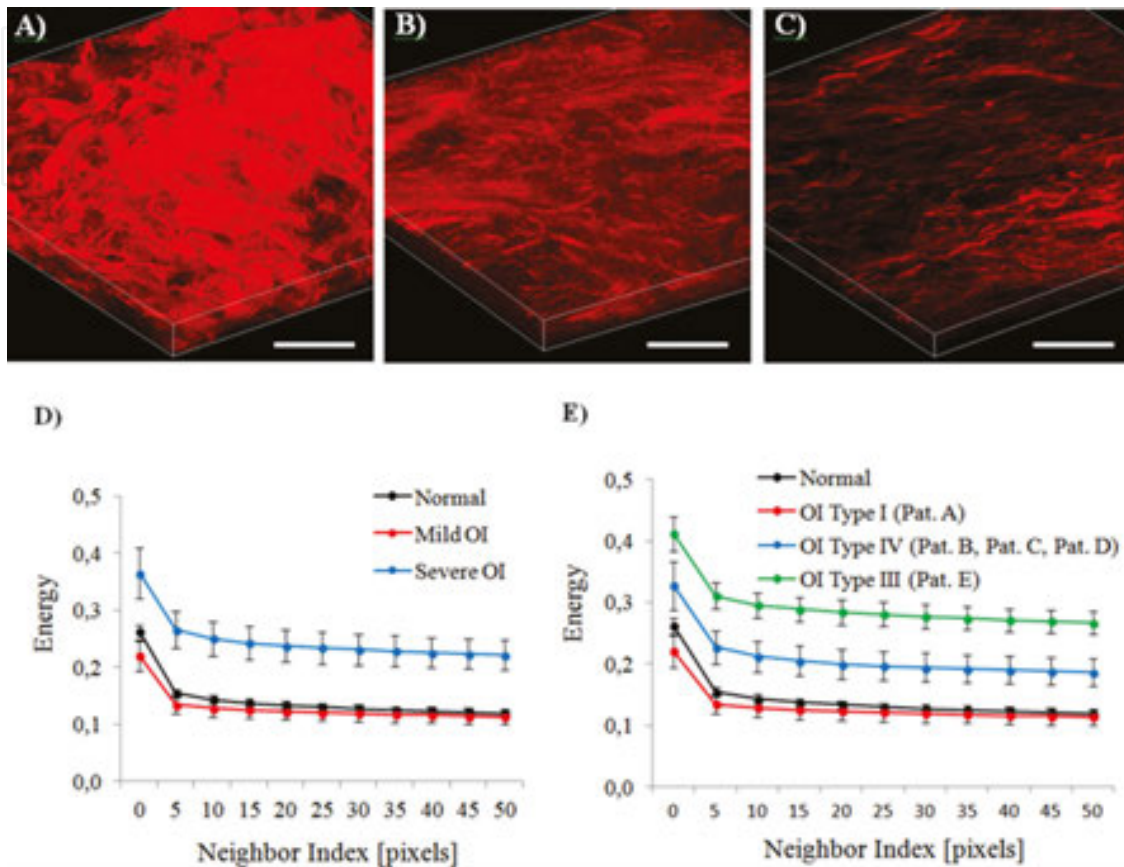 A)
B)
C)
D)
Energy
0,5
0,4
0,3
0,2
0,1
0,0
Normal
Mild OI
Severe OI
0 5 10 15 20 25 30 35 40 45 50
Neighbor Index [pixels]
E)
Energy
0,5
0,4
0,3
0,2
0,1
0,0
Normal
OI Type I (Pat. A)
OI Type IV (Pat. B, Pat. C, Pat. D)
OI Type III (Pat. E)
0 5 10 15 20 25 30 35 40 45 50
Neighbor Index [pixels]